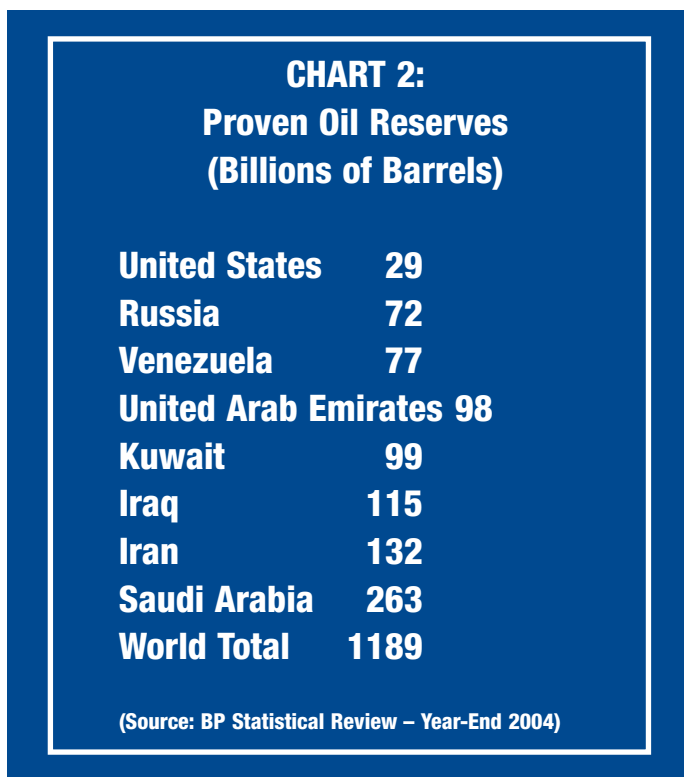 CHART 2:
Proven Oil Reserves
(Billions of Barrels)
United States 29
Russia 72
Venezuela 77
United Arab Emirates 98
Kuwait 99
Iraq 115
Iran 132
Saudi Arabia 263
World Total 1189
(Source: BP Statistical Review – Year-End 2004)